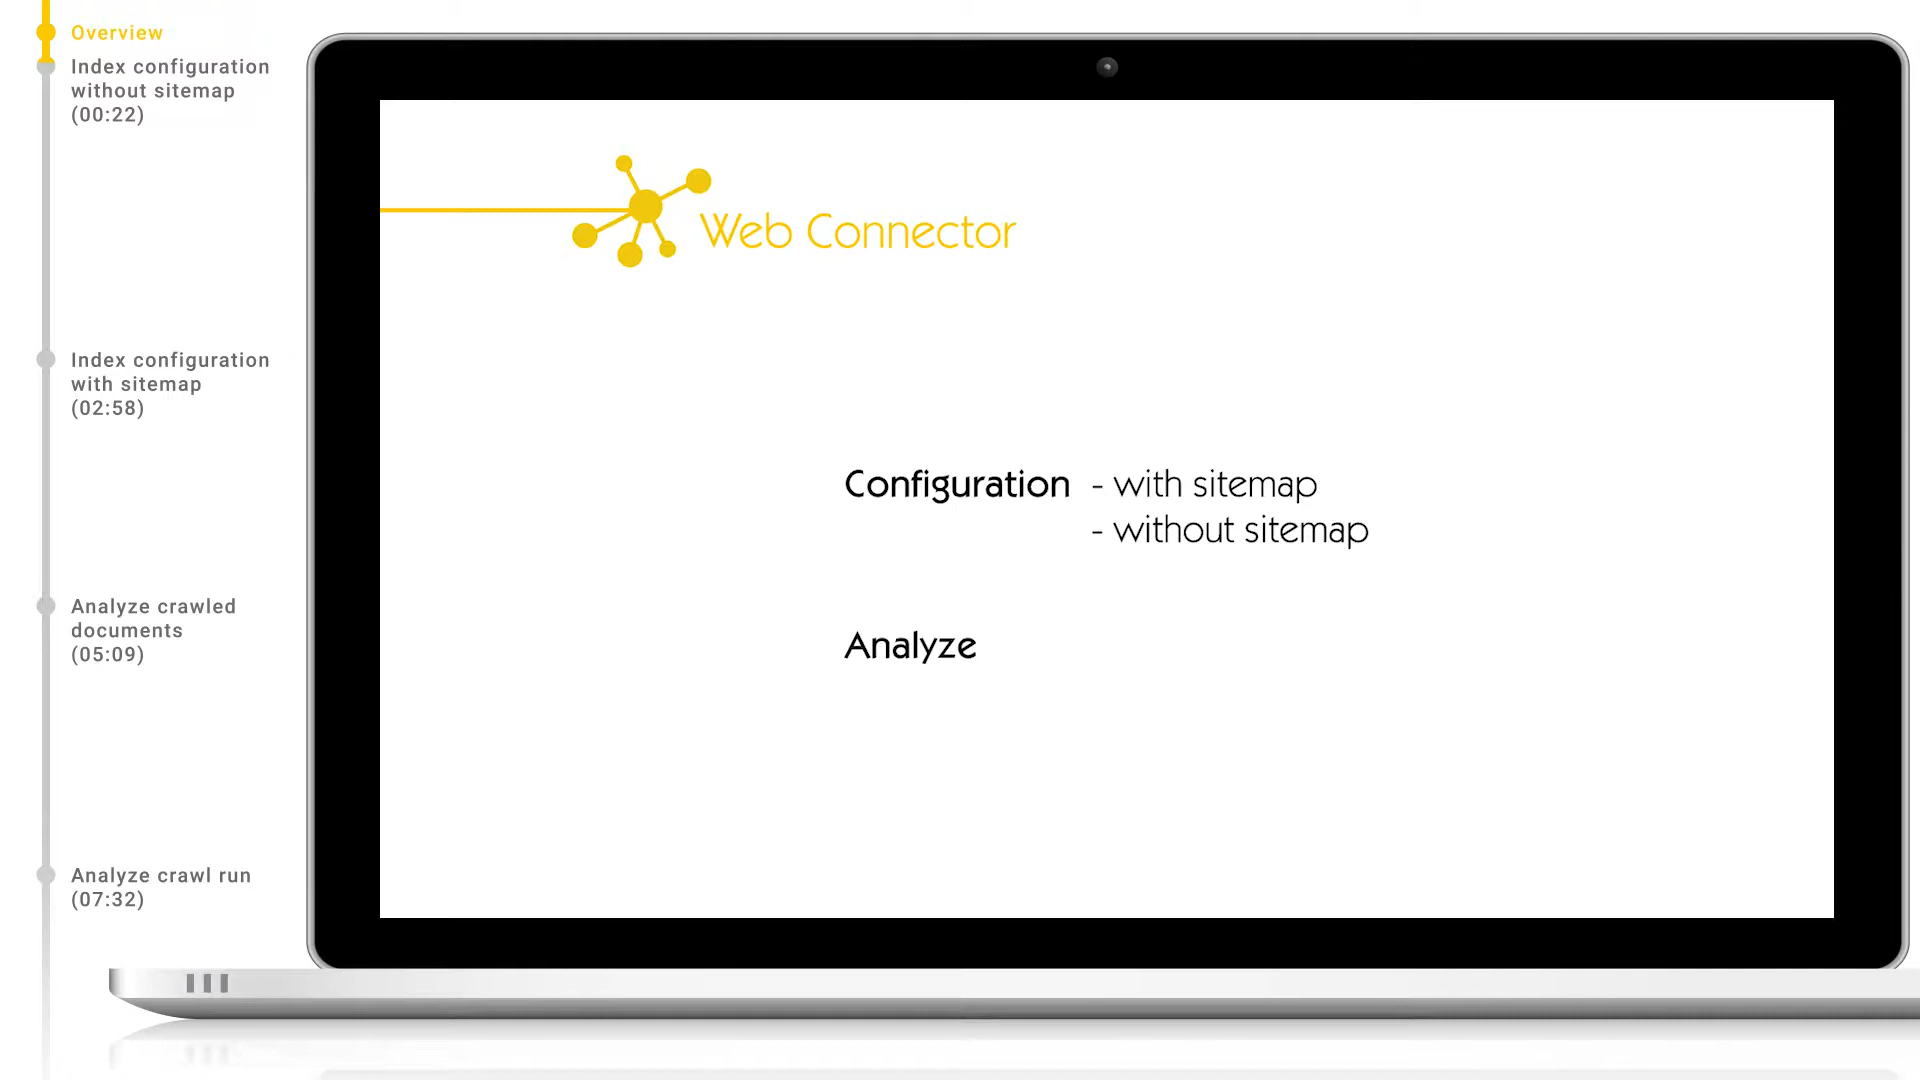 Overview
Index configuration
without sitemap
(00:22)
Index configuration
with sitemap
(02:58)
Analyze crawled
documents
(05:09)
Analyze crawl run
(07:32)
Web Connector
Configuration - with sitemap
- without sitemap
Analyze